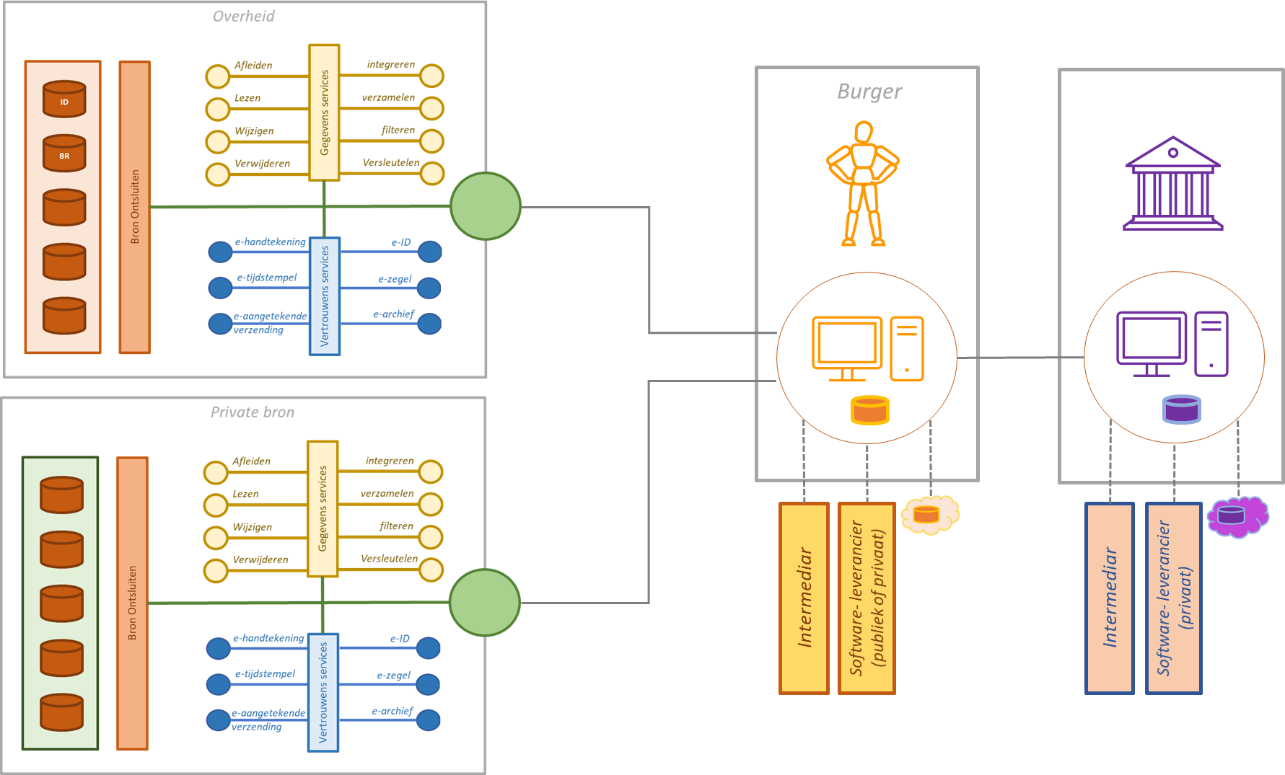 Overheid
ID
BR
Bron Ontsluiten
Afleiden
Lezen
Wijzigen
Verwijderen
Gegevens services
integreren
verzamelen
filteren
Versleutelen
e-handtekening
e-tijdstempel
e-aangetekende
verzending
Vertrouwens services
e-ID
e-zegel
e-archief
Private bron
Bron Ontsluiten
Afleiden
Lezen
Wijzigen
Verwijderen
Gegevens services
integreren
verzamelen
filteren
Versleutelen
e-handtekening
e-tijdstempel
e-aangetekende
verzending
Vertrouwens services
e-ID
e-zegel
e-archief
Burger
Intermediar
Software- leverancier
(publiek of privaat)
Intermediar
Software- leverancier
(privaat)